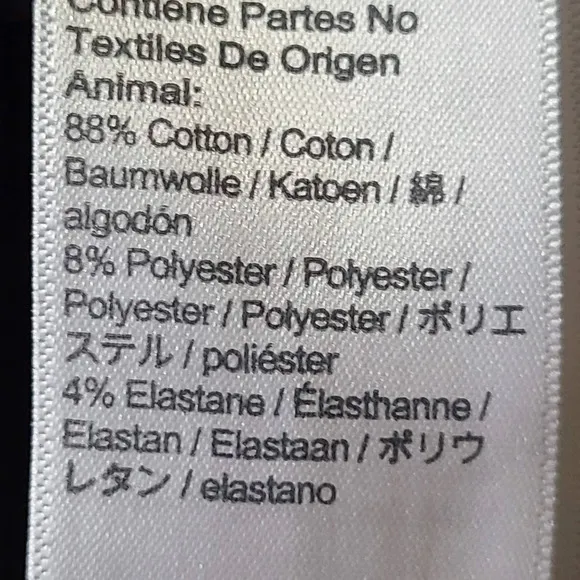 Contiene Partes No
Textiles De Origen
Animal:
88% Cotton / Coton /
Baumwolle / Katoen / 綿 /
algodón
8% Polyester / Polyester /
Polyester / Polyester / ポリエ
ステル / poliéster
4% Elastane / Élasthanne /
Elastan / Elastaan / ポリウ
レタン / elastano